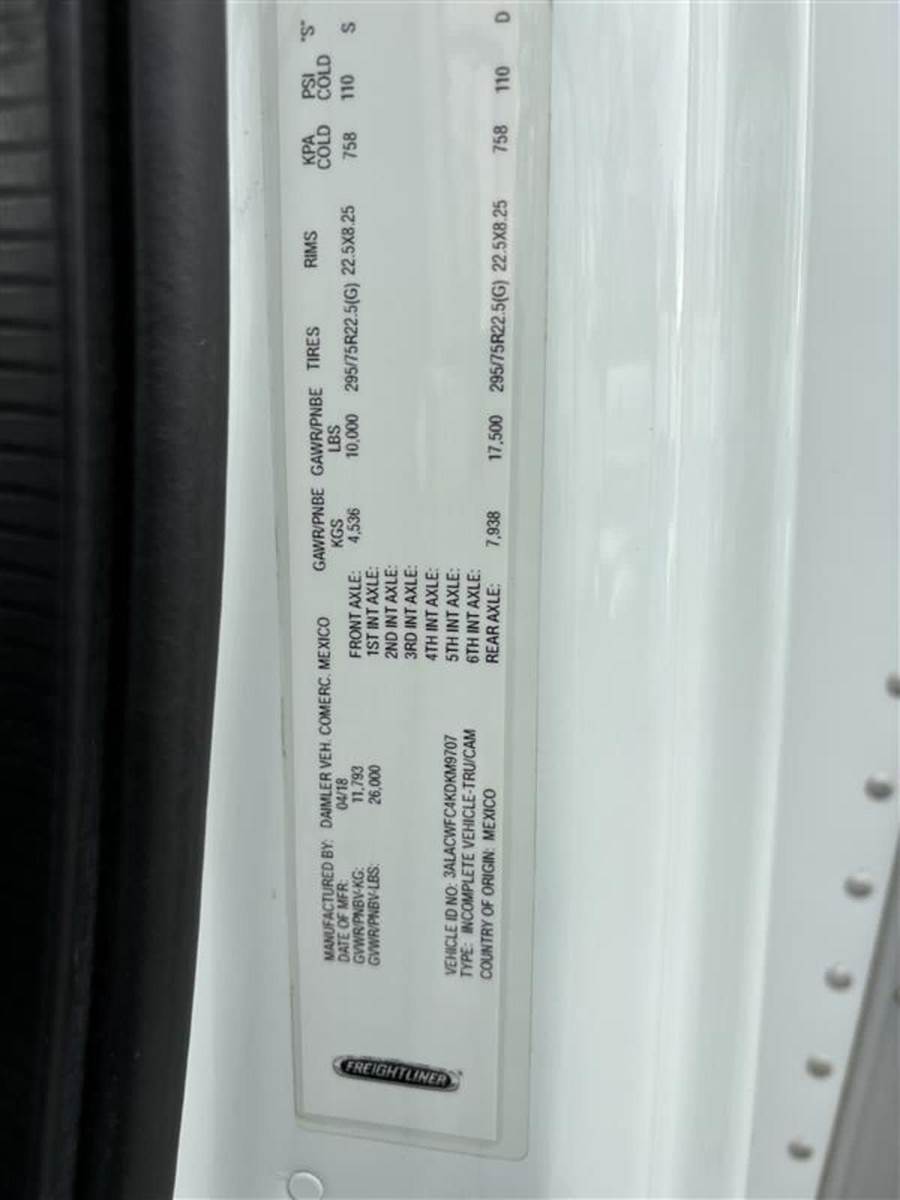 FREIGHTLINER
MANUFACTURED BY: DAIMLER VEH. COMERC. MEXICO
DATE OF MFR: 04/18
GVWR/PNBV-KG: 11,793
GVWR/PNBV-LBS: 26,000
VEHICLE ID NO: 3ALACWFC4KDKM9707
TYPE: INCOMPLETE VEHICLE-TRU/CAM
COUNTRY OF ORIGIN: MEXICO
GAWR/PNBE GAWR/PNBE TIRES RIMS KPA PSI "S"
KGS LBS COLD COLD
FRONT AXLE: 4,536 10,000 295/75R22.5(G) 22.5X8.25 758 110 S
1ST INT AXLE:
2ND INT AXLE:
3RD INT AXLE:
4TH INT AXLE:
5TH INT AXLE:
6TH INT AXLE:
REAR AXLE: 7,938 17,500 295/75R22.5(G) 22.5X8.25 758 110 D